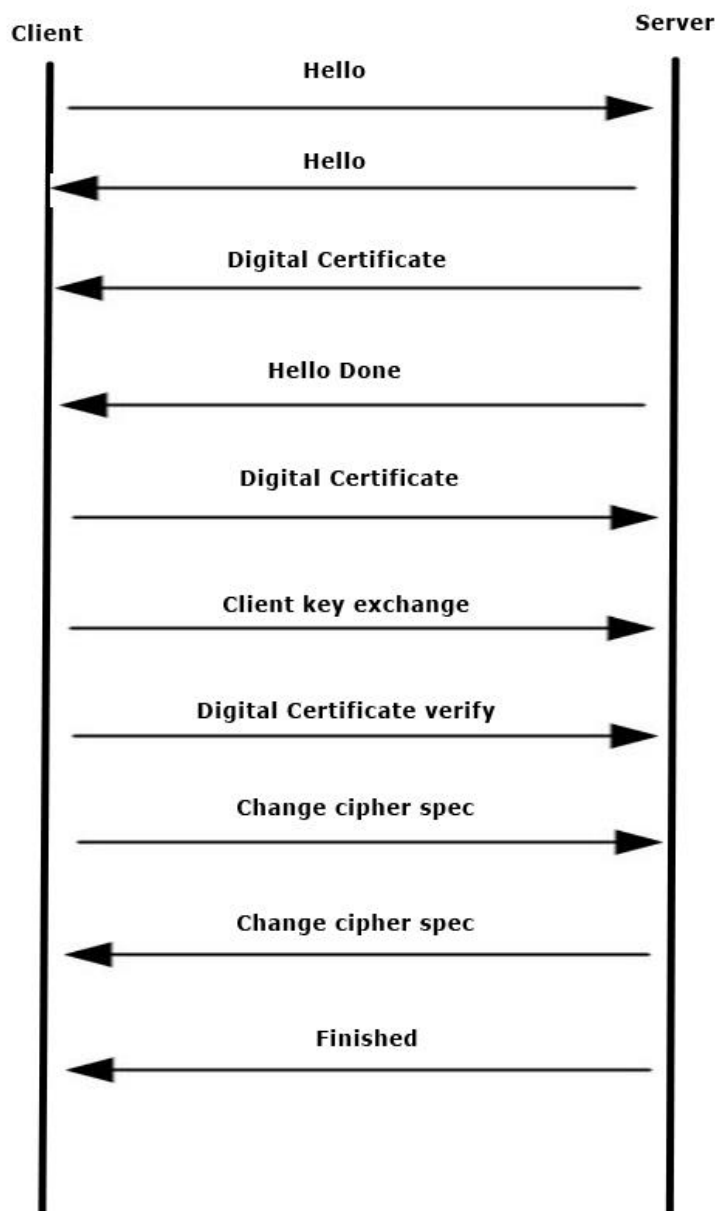 Client
Server
Hello
Hello
Digital Certificate
Hello Done
Digital Certificate
Client key exchange
Digital Certificate verify
Change cipher spec
Change cipher spec
Finished